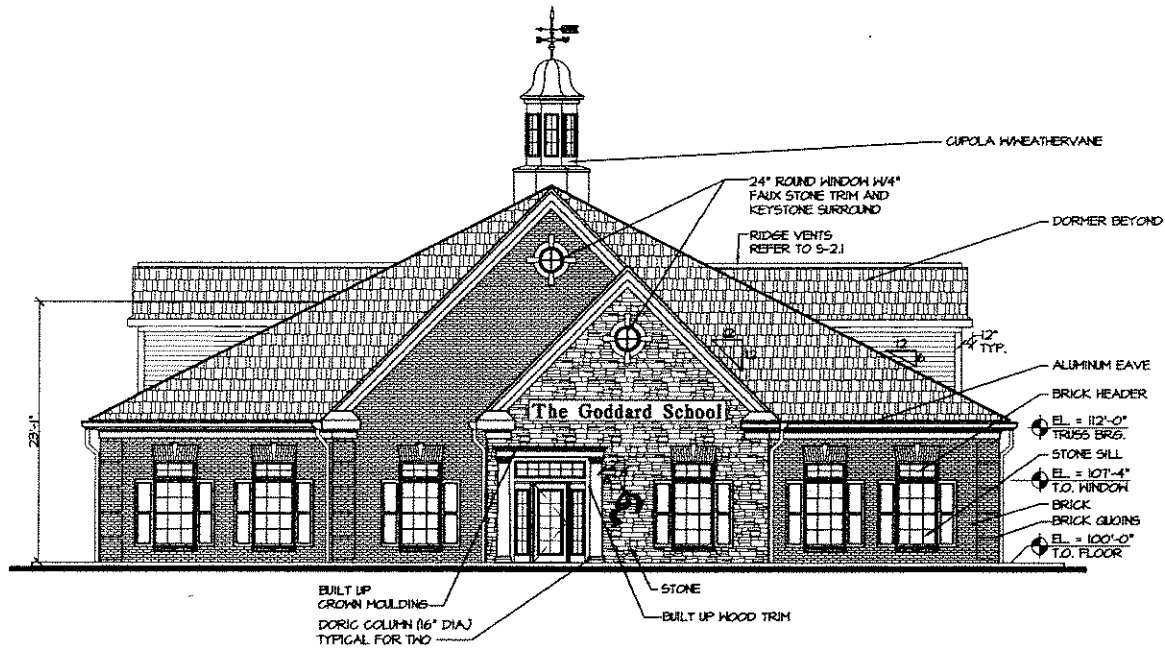 CUPOLA W/WEATHERVANE
24" ROUND WINDOW W/4"
FAUX STONE TRIM AND
KEYSTONE SURROUND
DORMER BEYOND
RIDGE VENTS
REFER TO S-2.1
12
12
12
6
12"
TYP.
ALUMINUM EAVE
BRICK HEADER
The Goddard School
EL. = 112'-0"
TRUSS BRG.
23'-1"
STONE SILL
EL. = 107'-4"
T.O. WINDOW
BRICK
BRICK QUOINS
EL. = 100'-0"
T.O. FLOOR
BUILT UP
CROWN MOULDING
STONE
BUILT UP WOOD TRIM
DORIC COLUMN (16" DIA.)
TYPICAL FOR TWO